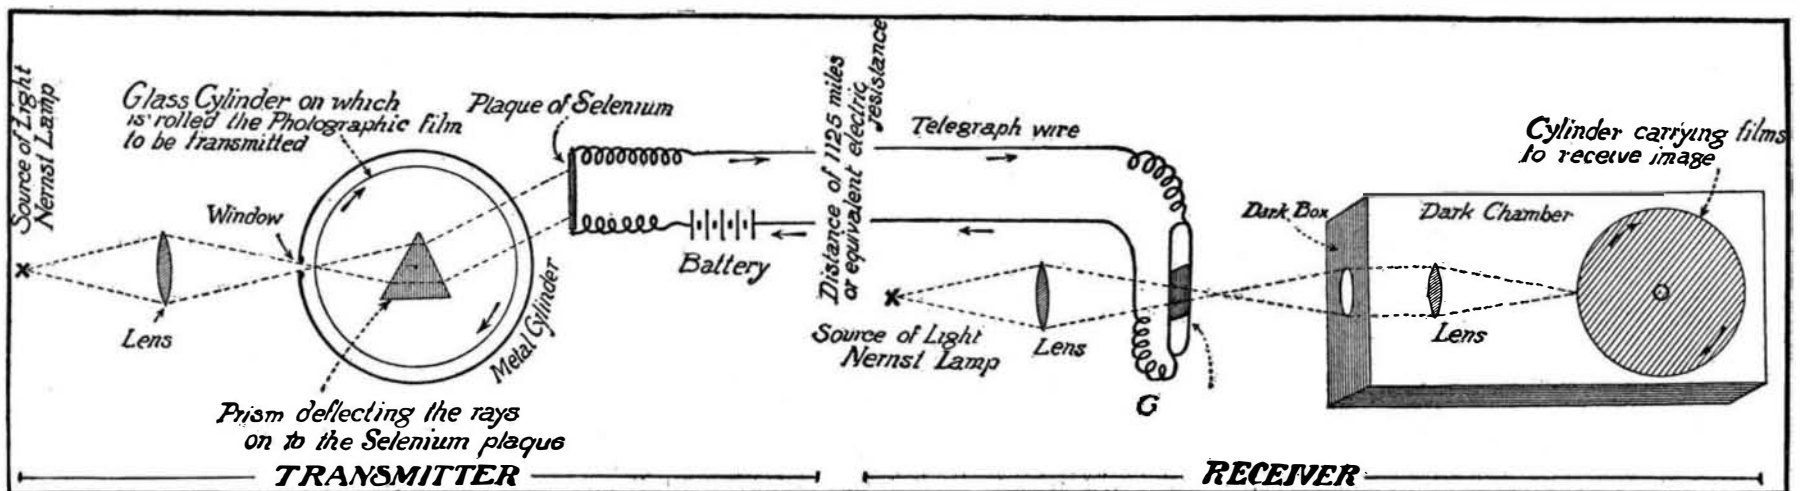 Source of Light
Nernst Lamp
Glass Cylinder on which
is rolled the Photographic film
to be transmitted
Plaque of Selenium
Window
Lens
Battery
Metal Cylinder
Prism deflecting the rays
on to the Selenium plaque
TRANSMITTER
Distance of 1125 miles
or equivalent electric
resistance
Telegraph wire
Source of Light
Nernst Lamp
Lens
G
Dark Box
Dark Chamber
Lens
Cylinder carrying films
to receive image
RECEIVER